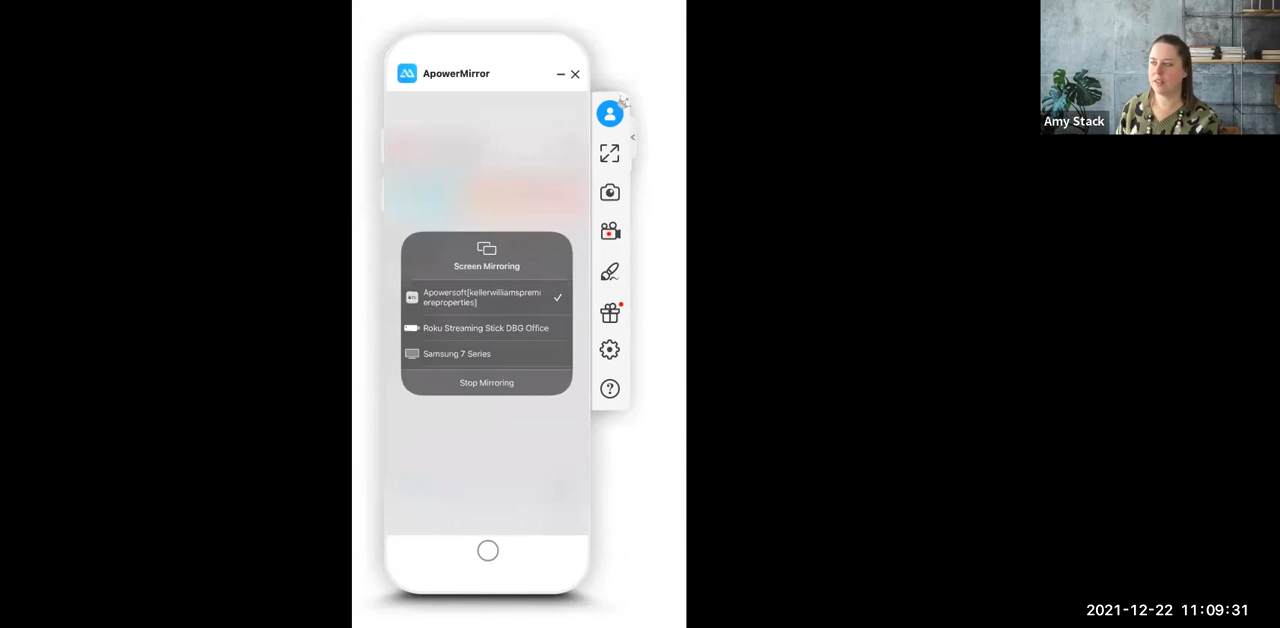 ApowerMirror
Amy Stack
Screen Mirroring
Apowersoft[kellerwilliamspremi
ereproperties]
Roku Streaming Stick DBG Office
Samsung 7 Series
Stop Mirroring
2021-12-22 11:09:31